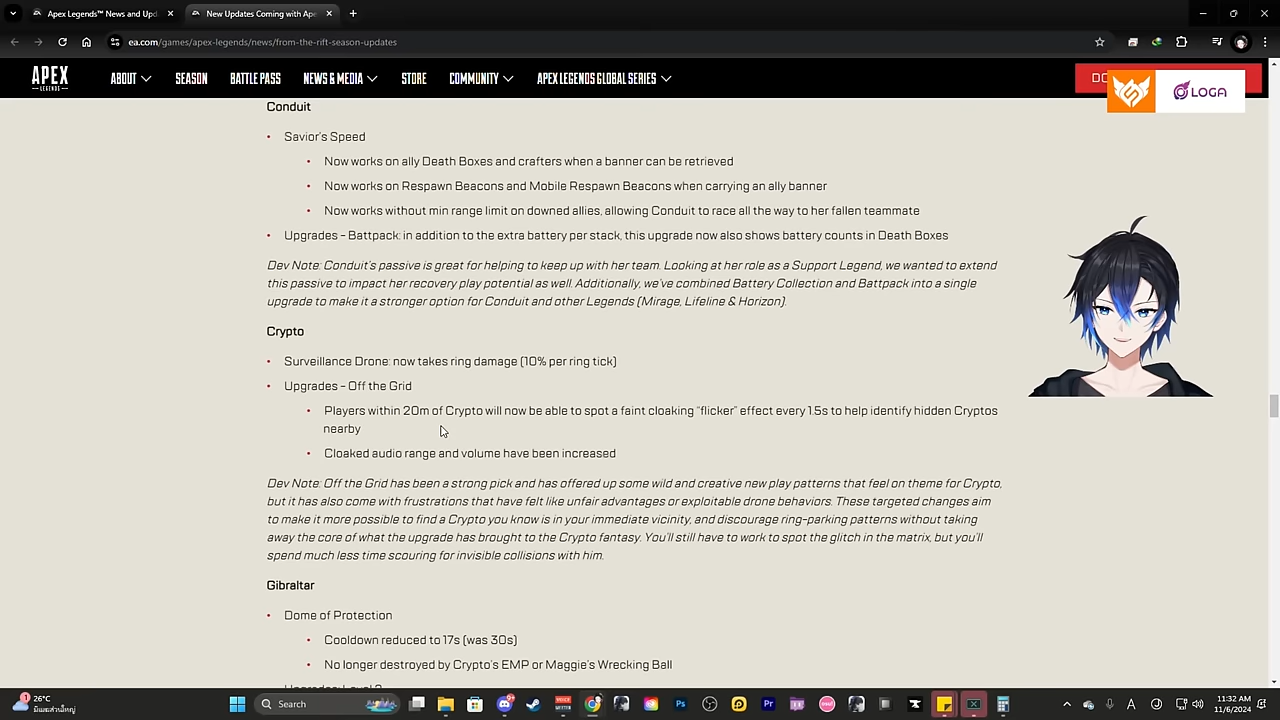 Apex Legends™ News and Upd
New Updates Coming with Ape
ea.com/games/apex-legends/news/from-the-rift-season-updates
APEX
LEGENDS
ABOUT
SEASON
BATTLE PASS
NEWS & MEDIA
STORE
COMMUNITY
APEX LEGENDS GLOBAL SERIES
LOGA
Conduit
• Savior's Speed
• Now works on ally Death Boxes and crafters when a banner can be retrieved
• Now works on Respawn Beacons and Mobile Respawn Beacons when carrying an ally banner
• Now works without min range limit on downed allies, allowing Conduit to race all the way to her fallen teammate
• Upgrades - Battpack: in addition to the extra battery per stack, this upgrade now also shows battery counts in Death Boxes
Dev Note: Conduit's passive is great for helping to keep up with her team. Looking at her role as a Support Legend, we wanted to extend
this passive to impact her recovery play potential as well. Additionally, we've combined Battery Collection and Battpack into a single
upgrade to make it a stronger option for Conduit and other Legends (Mirage, Lifeline & Horizon).
Crypto
• Surveillance Drone: now takes ring damage (10% per ring tick)
• Upgrades - Off the Grid
• Players within 20m of Crypto will now be able to spot a faint cloaking "flicker" effect every 1.5s to help identify hidden Cryptos
nearby
• Cloaked audio range and volume have been increased
Dev Note: Off the Grid has been a strong pick and has offered up some wild and creative new play patterns that feel on theme for Crypto,
but it has also come with frustrations that have felt like unfair advantages or exploitable drone behaviors. These targeted changes aim
to make it more possible to find a Crypto you know is in your immediate vicinity, and discourage ring-parking patterns without taking
away the core of what the upgrade has brought to the Crypto fantasy. You'll still have to work to spot the glitch in the matrix, but you'll
spend much less time scouring for invisible collisions with him.
Gibraltar
• Dome of Protection
• Cooldown reduced to 17s (was 30s)
• No longer destroyed by Crypto's EMP or Maggie's Wrecking Ball
26°C
มีแดดส่วนใหญ่
Search
11:32 AM
11/6/2024